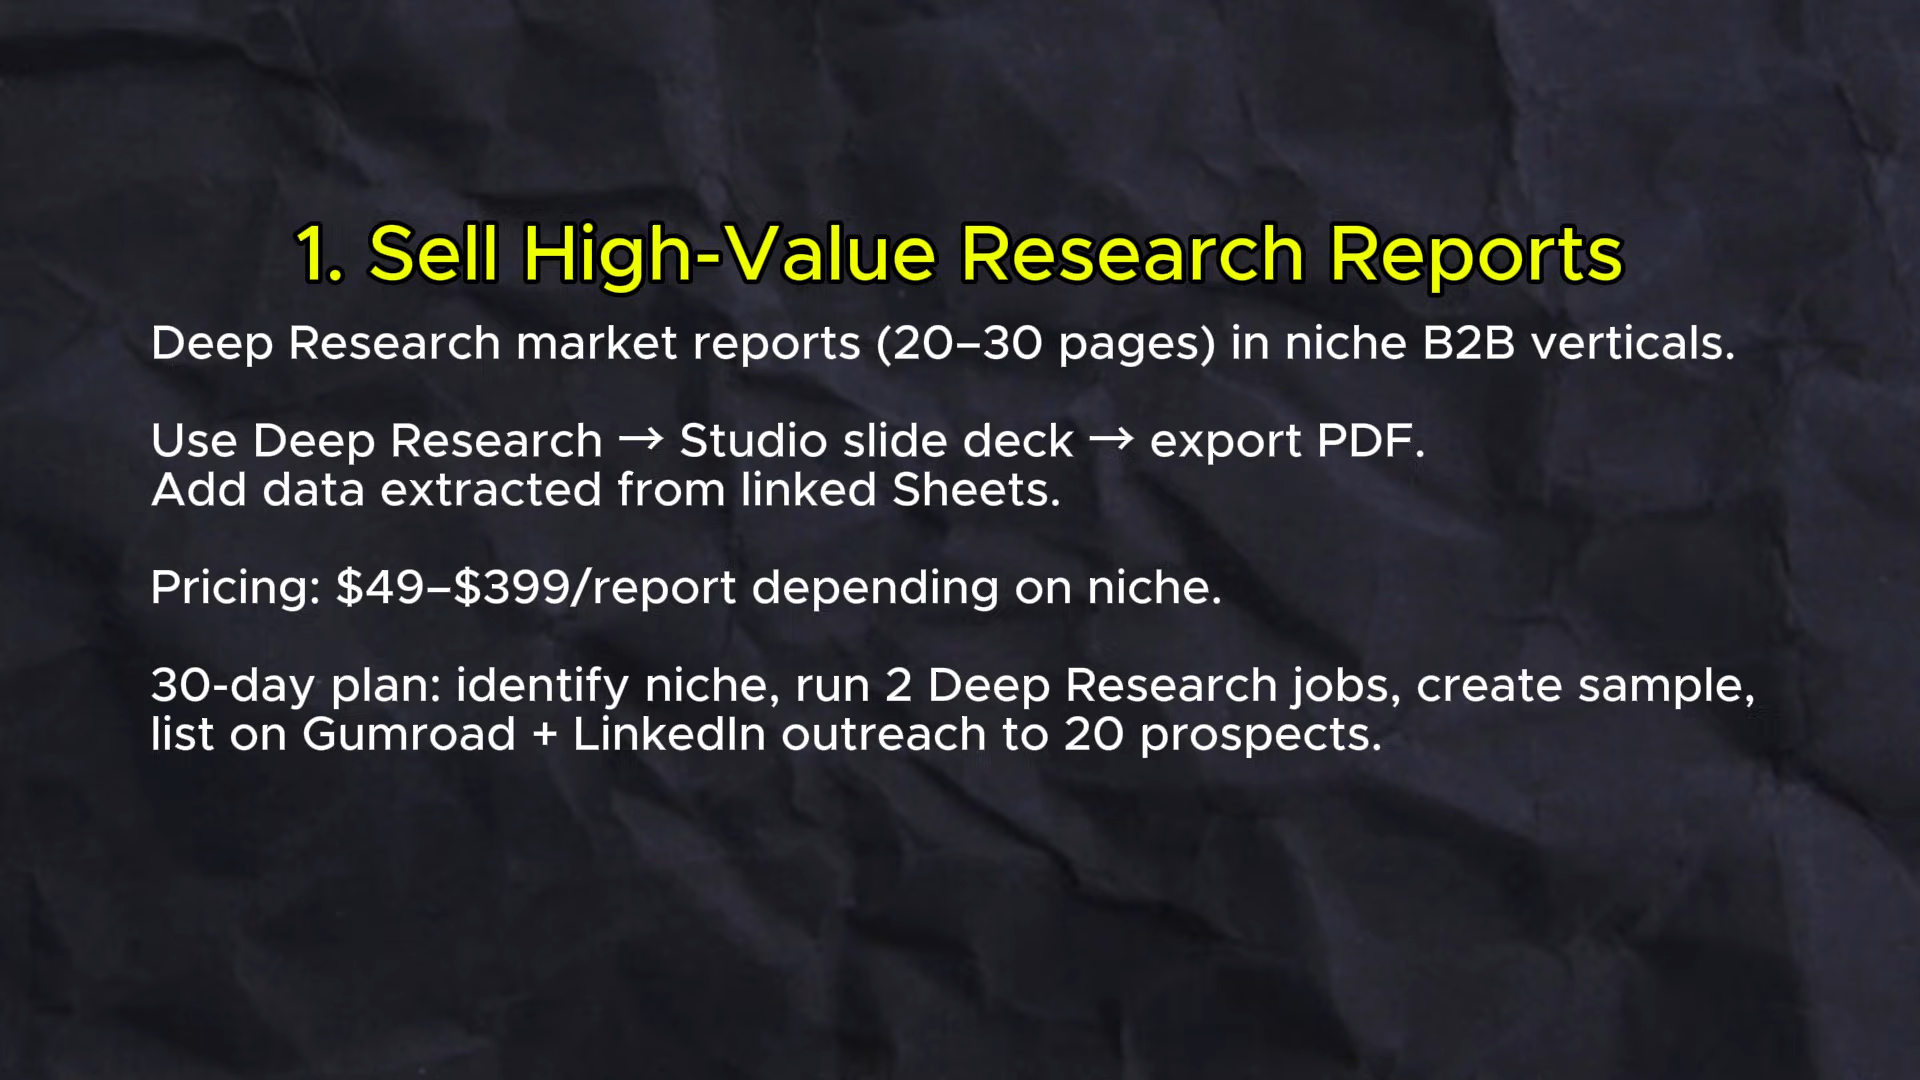 1. Sell High-Value Research Reports
Deep Research market reports (20–30 pages) in niche B2B verticals.
Use Deep Research → Studio slide deck → export PDF.
Add data extracted from linked Sheets.
Pricing: $49–$399/report depending on niche.
30-day plan: identify niche, run 2 Deep Research jobs, create sample,
list on Gumroad + LinkedIn outreach to 20 prospects.